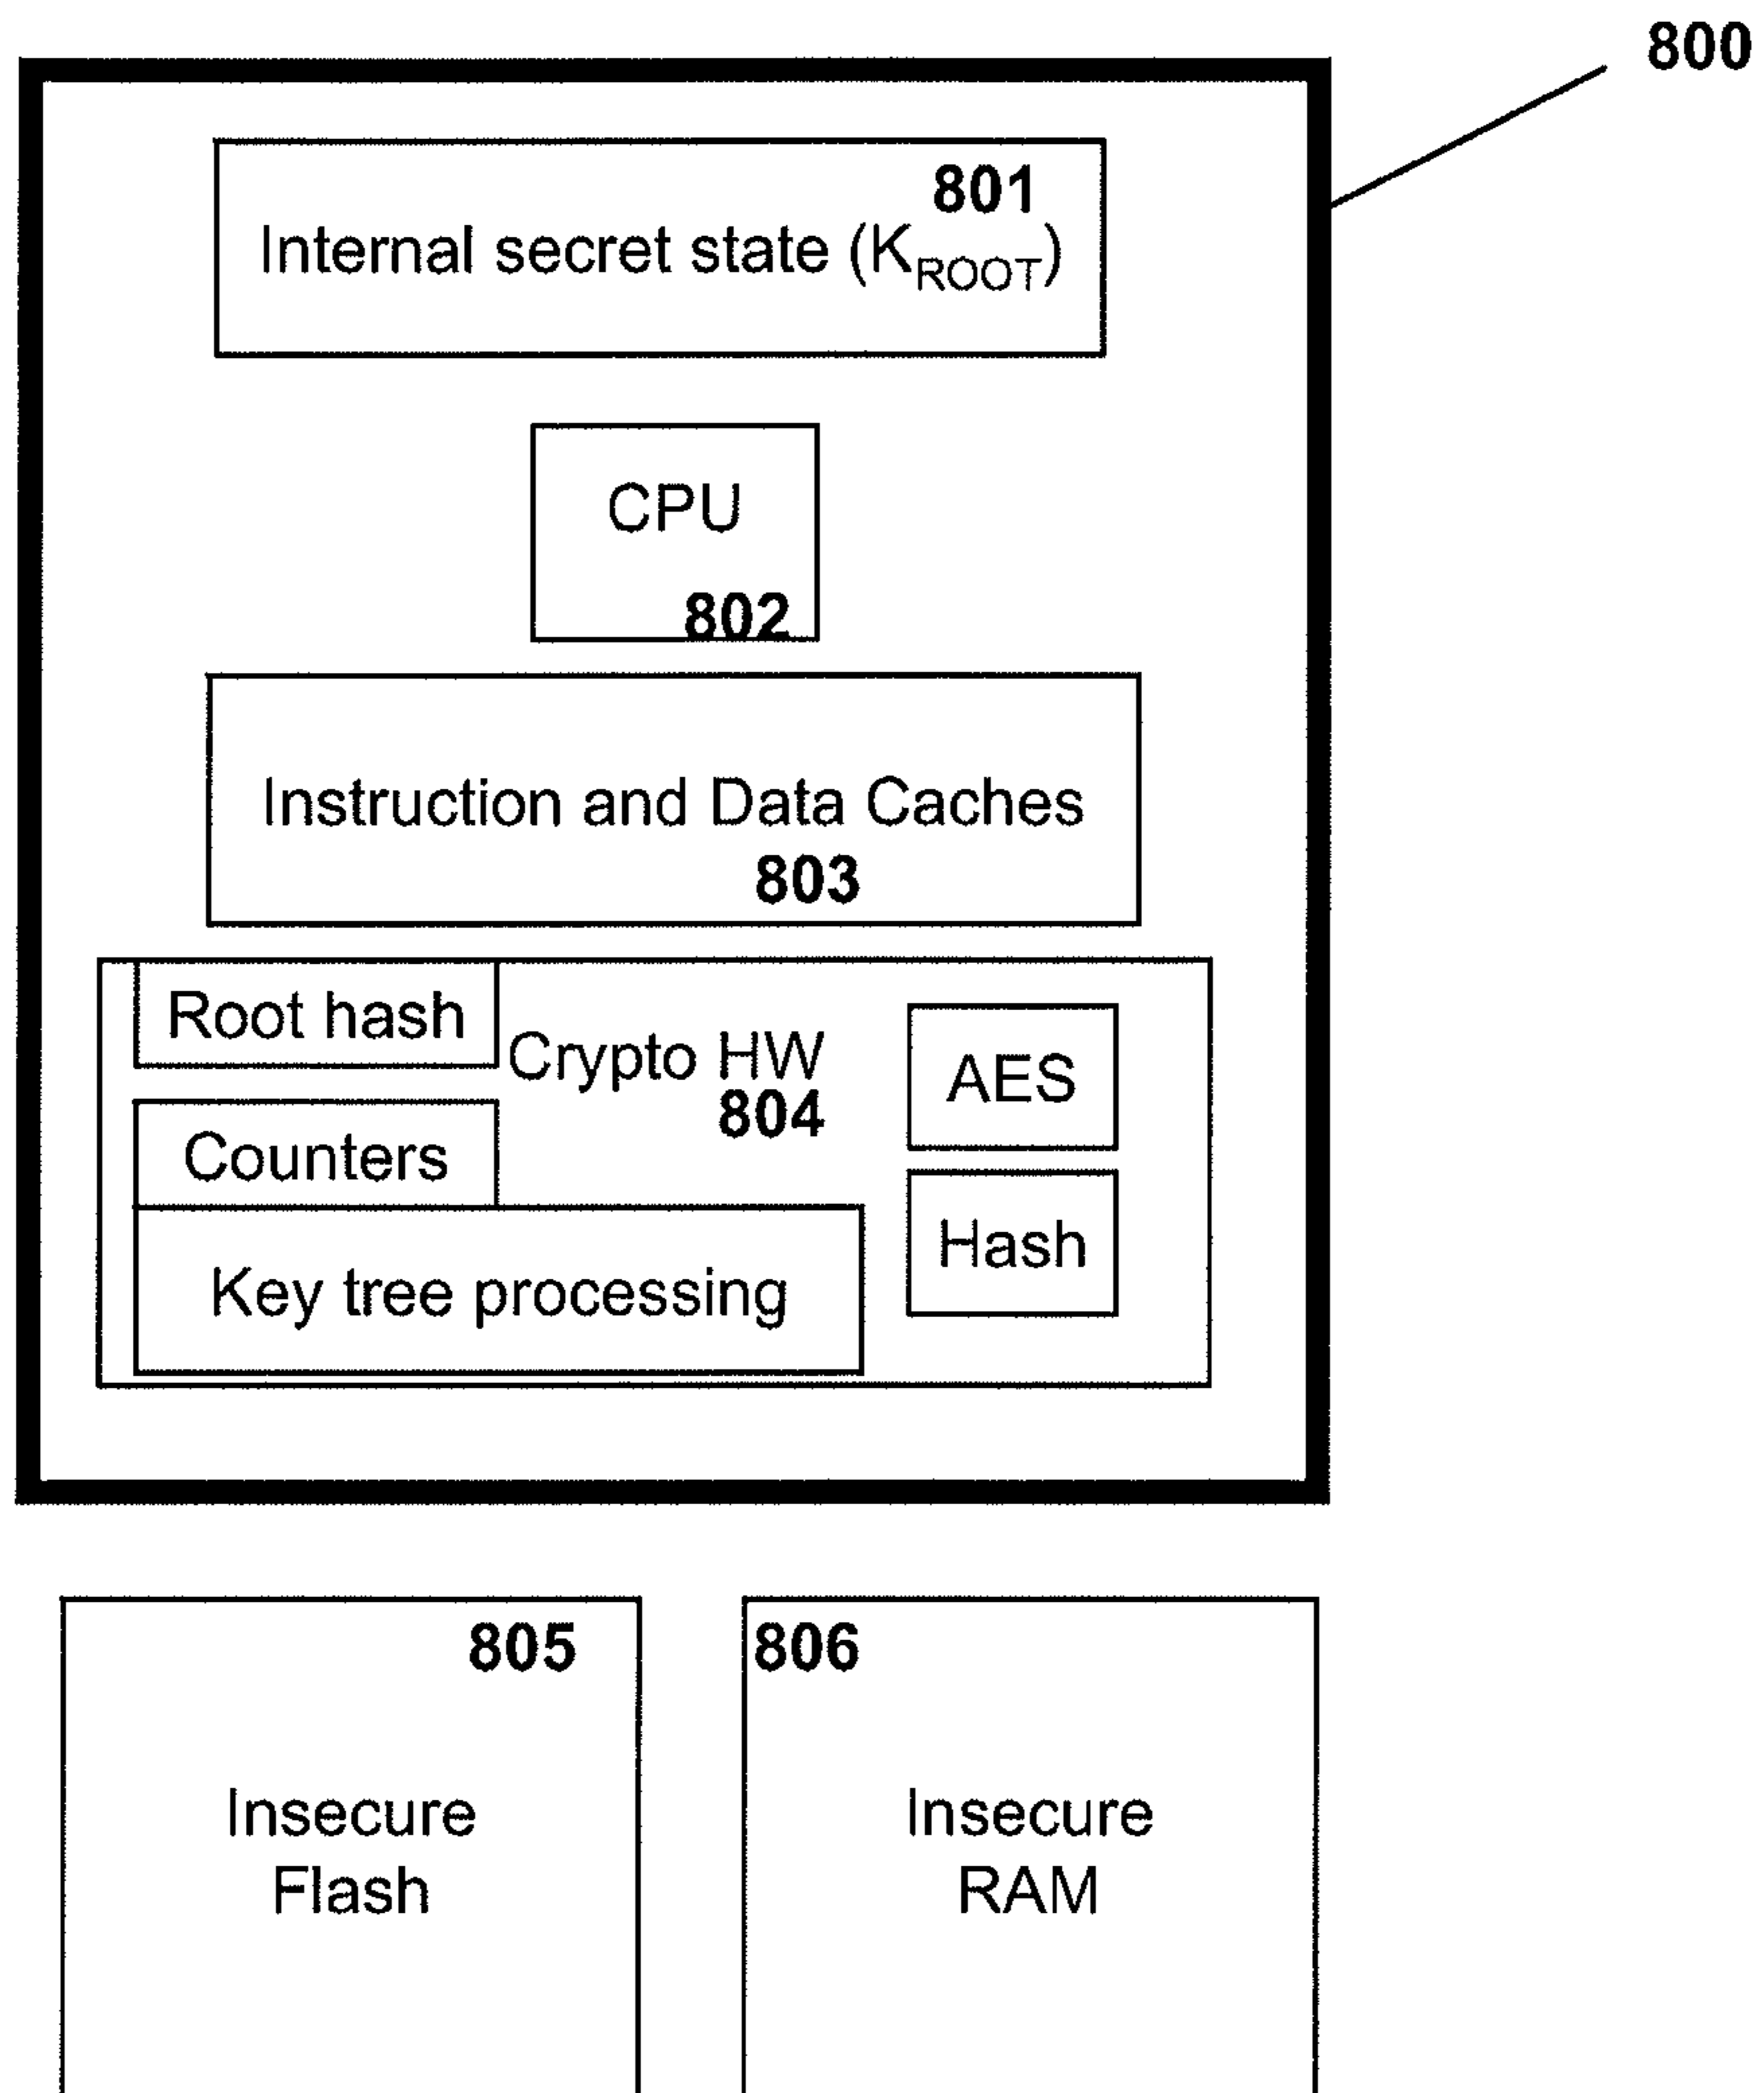 800
801
Internal secret state (K_ROOT)
CPU
802
Instruction and Data Caches
803
Root hash
Crypto HW
804
AES
Counters
Hash
Key tree processing
805
806
Insecure
Flash
Insecure
RAM